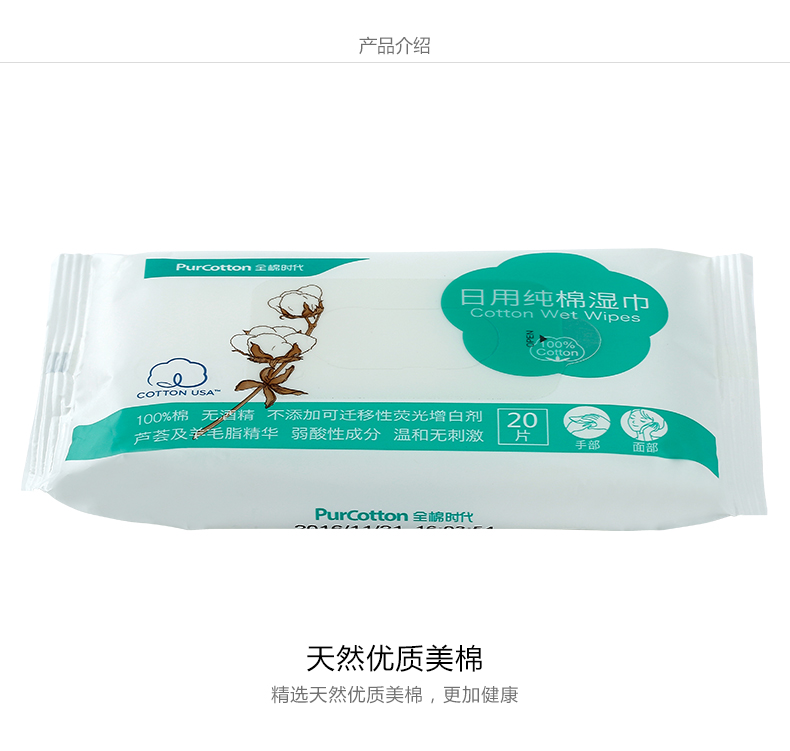 产品介绍
PurCotton 全棉时代
日用纯棉湿巾
Cotton Wet Wipes
OPEN
100%
Cotton
COTTON USA™
100%棉 无酒精 不添加可迁移性荧光增白剂
芦荟及羊毛脂精华 弱酸性成分 温和无刺激
20
片
手部
面部
PurCotton 全棉时代
天然优质美棉
精选天然优质美棉，更加健康